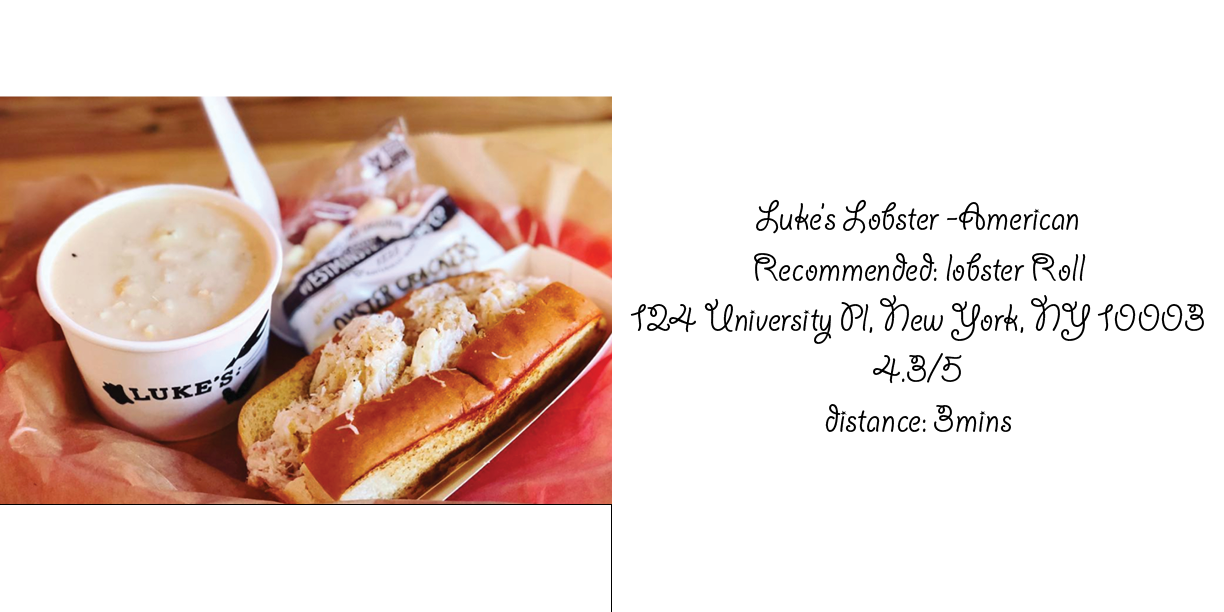 LUKE'S
WESTMINSTER
OYSTER CRACKERS
Luke's Lobster -American
Recommended: lobster Roll
124 University Pl, New York, NY 10003
4.3/5
distance: 3mins